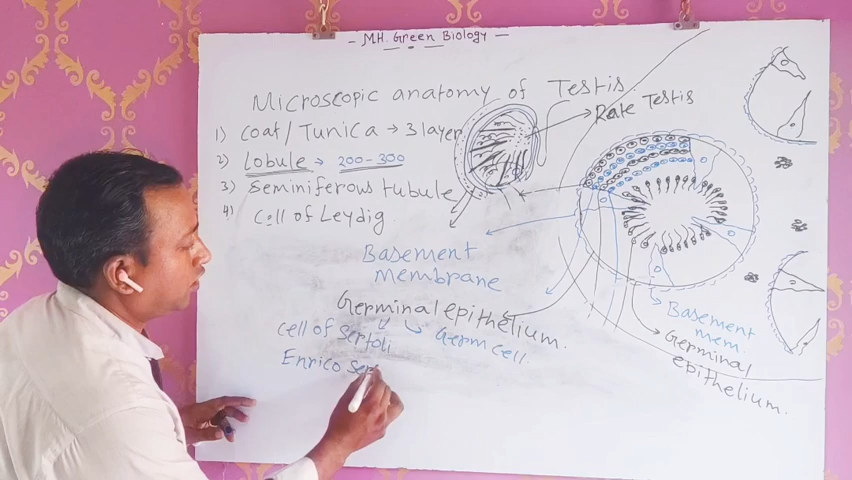 - MH. Green Biology -
Microscopic anatomy of Testis
Rate Testis
1) Coat/Tunica → 3 layer
2) Lobule → 200-300
3) Seminiferous tubule
4) Cell of Leydig
Basement
membrane
Germinal epithelium.
Cell of Sertoli
Germ cell.
Enrico Ser
Basement
mem.
Germinal
epithelium.